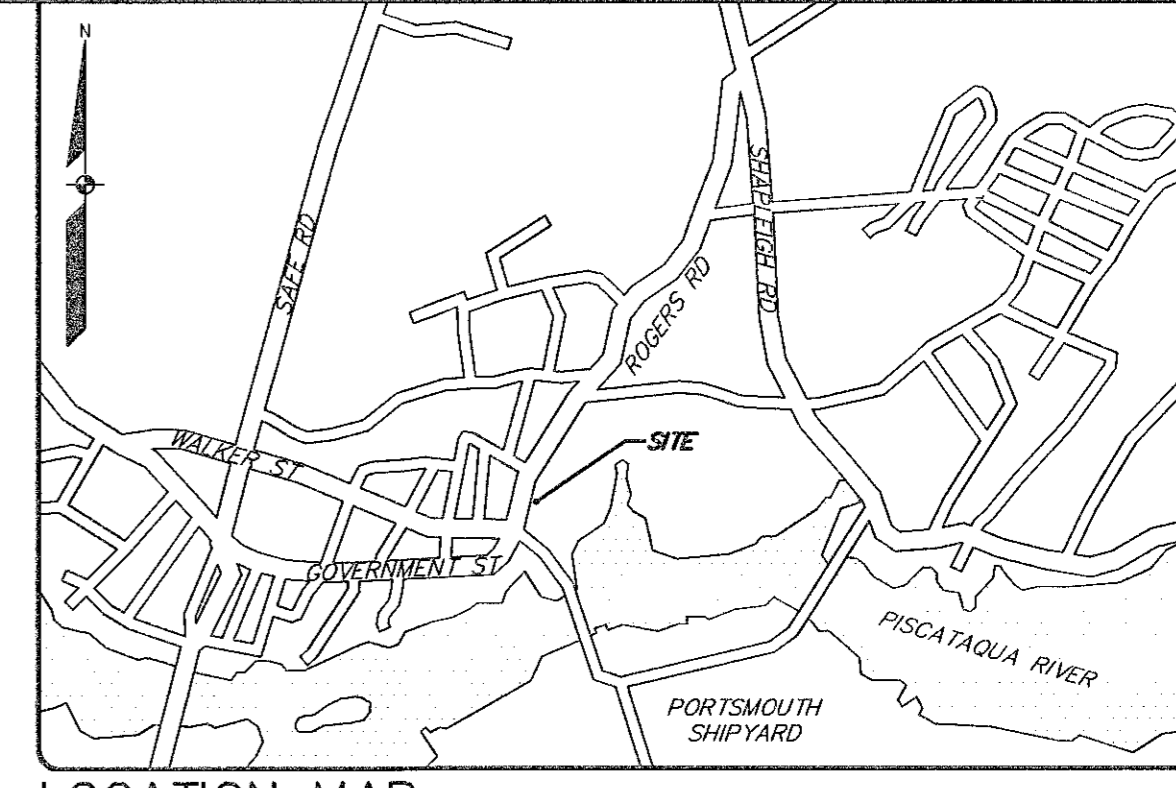 N
SAFE RD
SHAPLEIGH RD
ROGERS RD
WALKER ST
SITE
GOVERNMENT ST
PISCATAQUA RIVER
PORTSMOUTH
SHIPYARD
LOCATION MAP